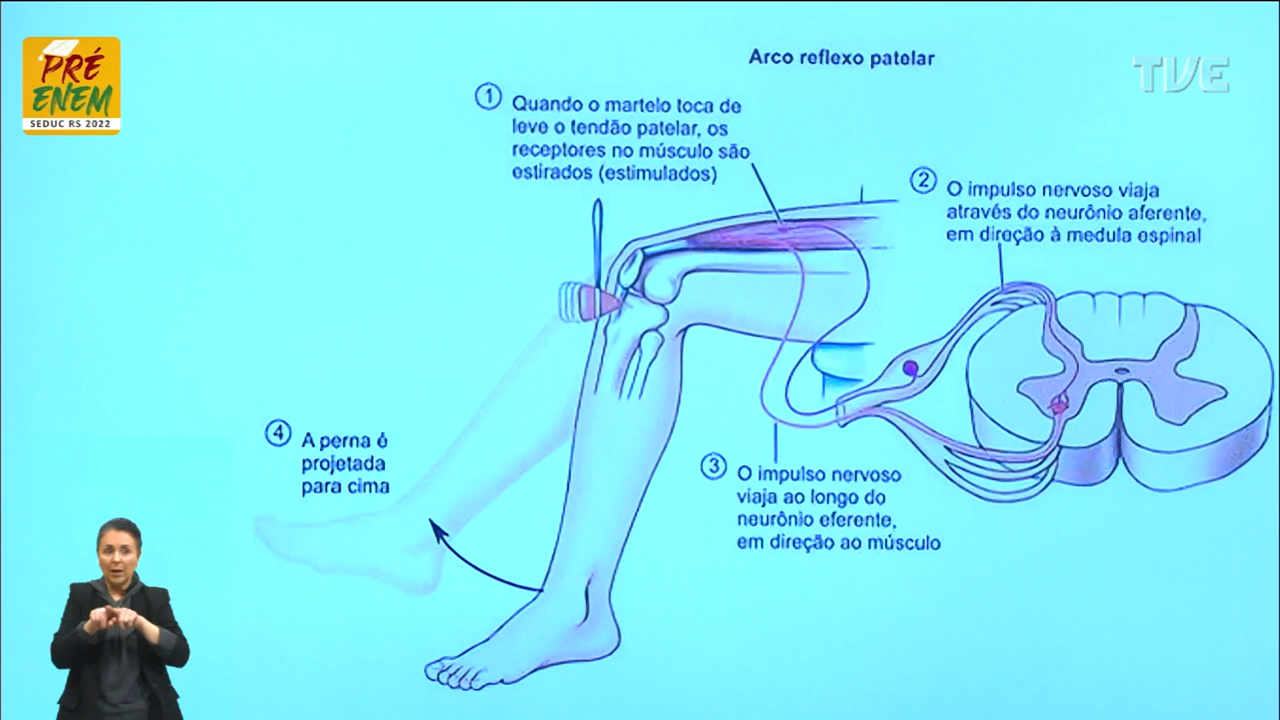 PRÉ
ENEM
SEDUC RS 2022
TVE
Arco reflexo patelar
1
Quando o martelo toca de
leve o tendão patelar, os
receptores no músculo são
estirados (estimulados)
2
O impulso nervoso viaja
através do neurônio aferente,
em direção à medula espinal
3
O impulso nervoso
viaja ao longo do
neurônio eferente,
em direção ao músculo
4
A perna é
projetada
para cima